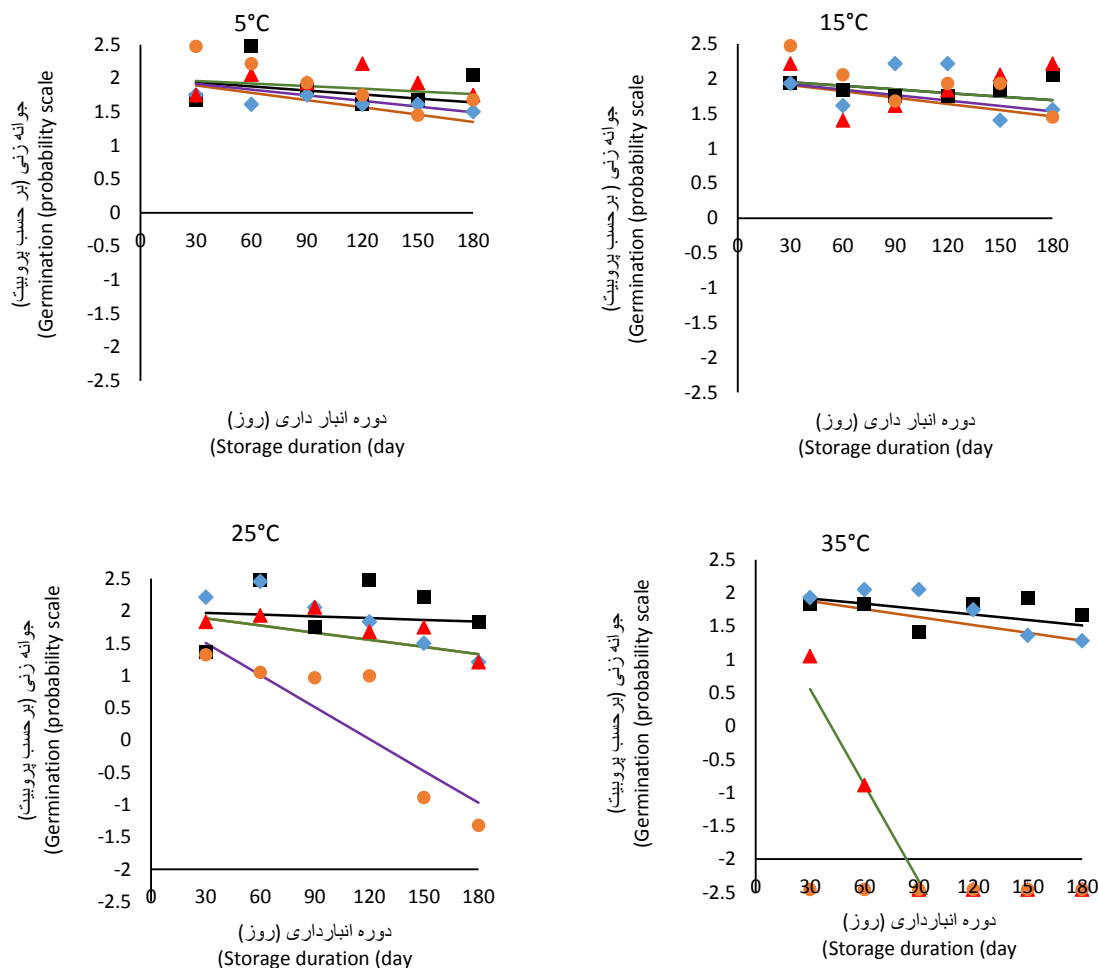 5°C
2.5
2
1.5
1
0.5
0
-0.5
-1
-1.5
-2
-2.5
0 30 60 90 120 150 180
جوانه زنی (بر حسب پروبیت)
(Germination (probability scale
دوره انبار داری (روز)
(Storage duration (day
15°C
2.5
2
1.5
1
0.5
0
-0.5
-1
-1.5
-2
-2.5
0 30 60 90 120 150 180
جوانه زنی ( بر حسب پروبیت)
(Germination (probability scale
دوره انبار داری (روز)
(Storage duration (day
25°C
2.5
2
1.5
1
0.5
0
-0.5
-1
-1.5
-2
-2.5
0 30 60 90 120 150 180
جوانه زنی (بر حسب پروبیت)
(Germination (probability scale
دوره انبارداری (روز)
(Storage duration (day
35°C
2.5
2
1.5
1
0.5
0
-0.5
-1
-1.5
-2
-2.5
0 30 60 90 120 150 180
جوانه زنی (بر حسب پروبیت)
(Germination (probability scale
دوره انبارداری (روز)
(Storage duration (day